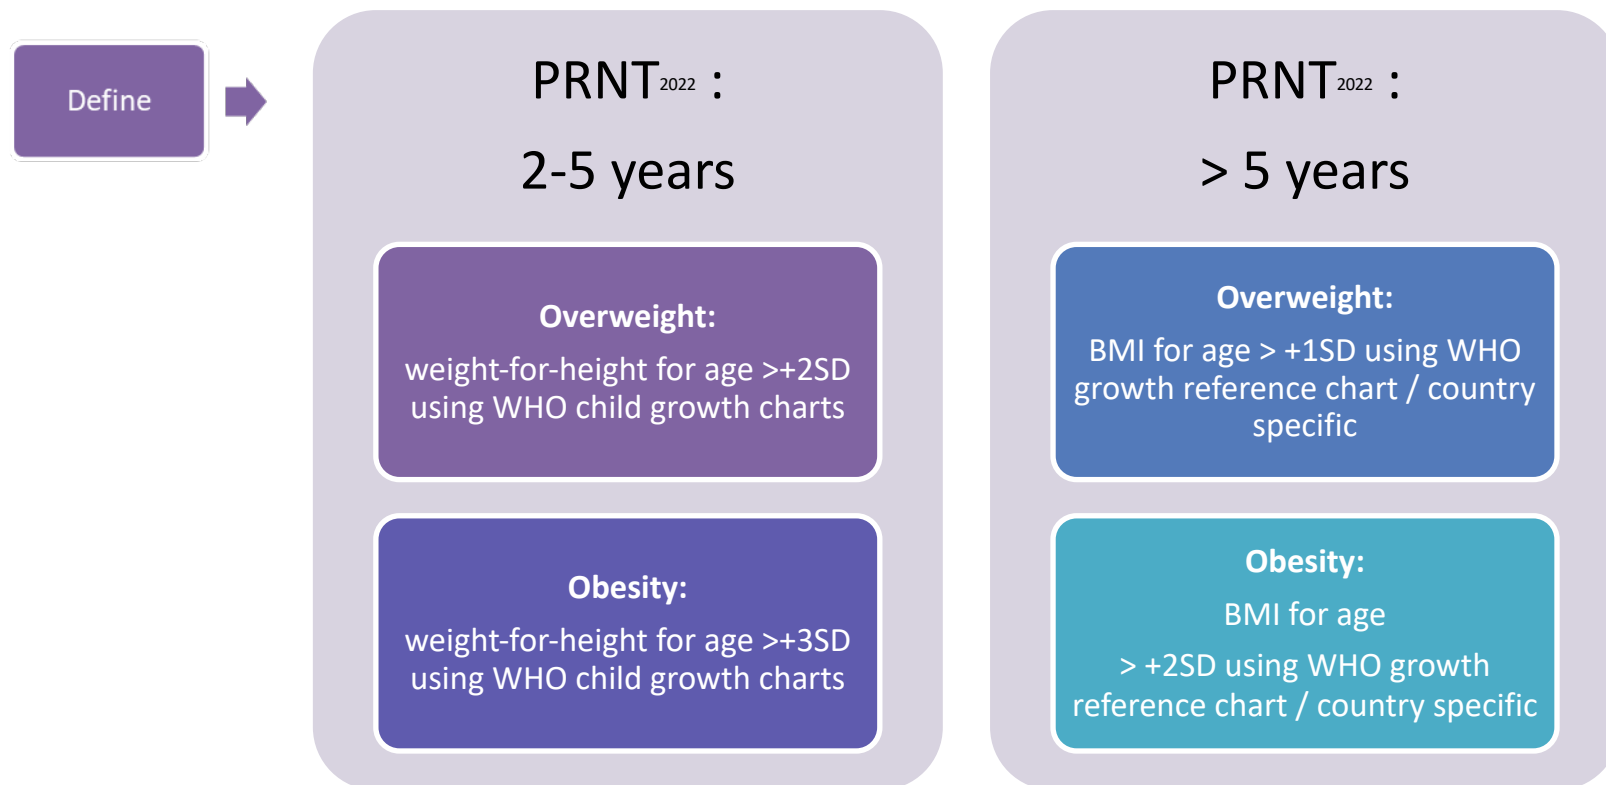 Define
PRNT2022 :
2-5 years
Overweight:
weight-for-height for age >+2SD
using WHO child growth charts
Obesity:
weight-for-height for age >+3SD
using WHO child growth charts
PRNT2022 :
> 5 years
Overweight:
BMI for age > +1SD using WHO
growth reference chart / country
specific
Obesity:
BMI for age
> +2SD using WHO growth
reference chart / country specific